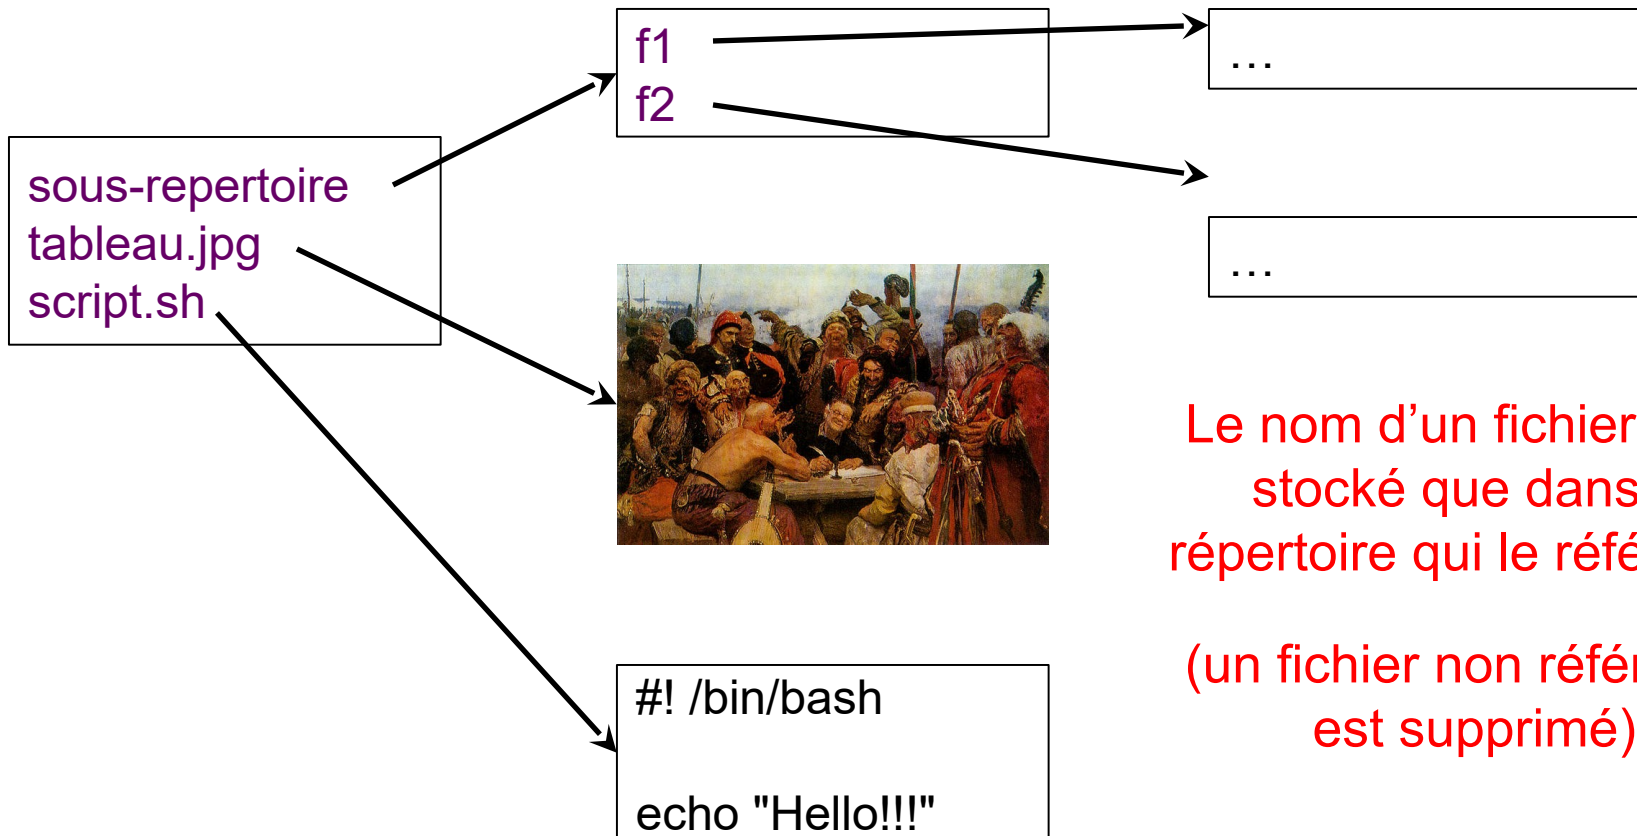 f1
f2
…
sous-repertoire
tableau.jpg
script.sh
…
Le nom d’un fichier
stocké que dans
répertoire qui le réfé
(un fichier non référ
est supprimé)
#! /bin/bash
echo "Hello!!!"